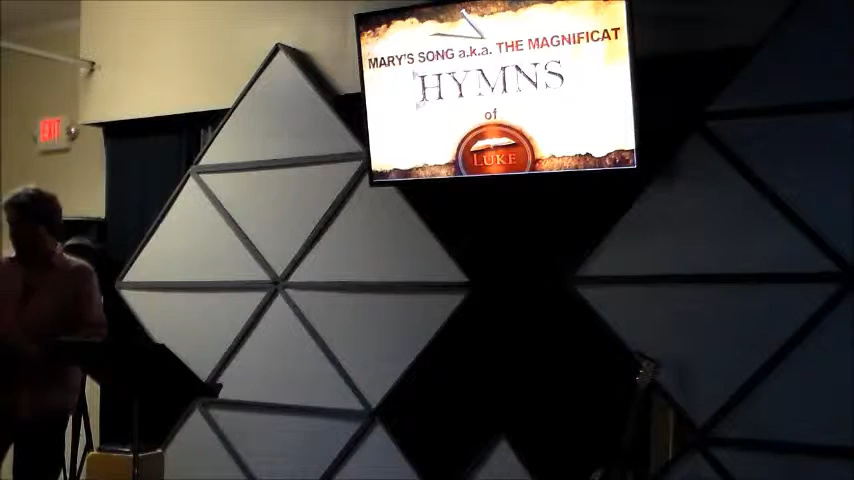 EXIT
MARY'S SONG a.k.a. THE MAGNIFICAT
HYMNS
of
LUKE